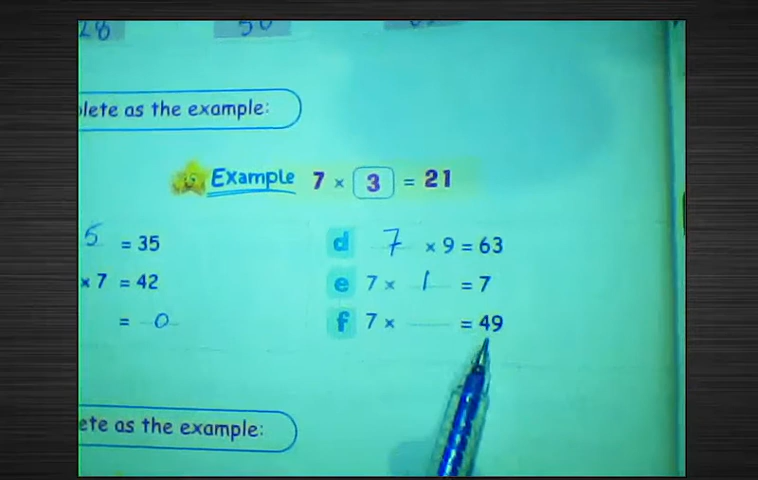 28 50
plete as the example:
Example 7 × 3 = 21
5 = 35
d 7 × 9 = 63
× 7 = 42
e 7 × 1 = 7
= 0
f 7 × = 49
ete as the example: